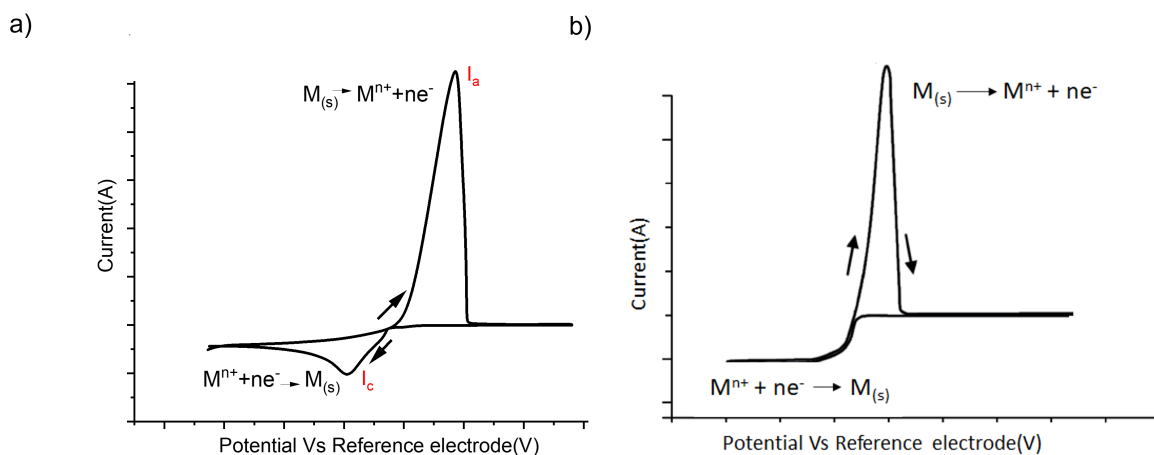 a)
M(s) → Mⁿ⁺+ne⁻
Iₐ
Current(A)
Mⁿ⁺+ne⁻ → M(s)
I꜀
Potential Vs Reference electrode(V)
b)
M(s) → Mⁿ⁺ + ne⁻
Current(A)
Mⁿ⁺ + ne⁻ → M(s)
Potential Vs Reference electrode(V)